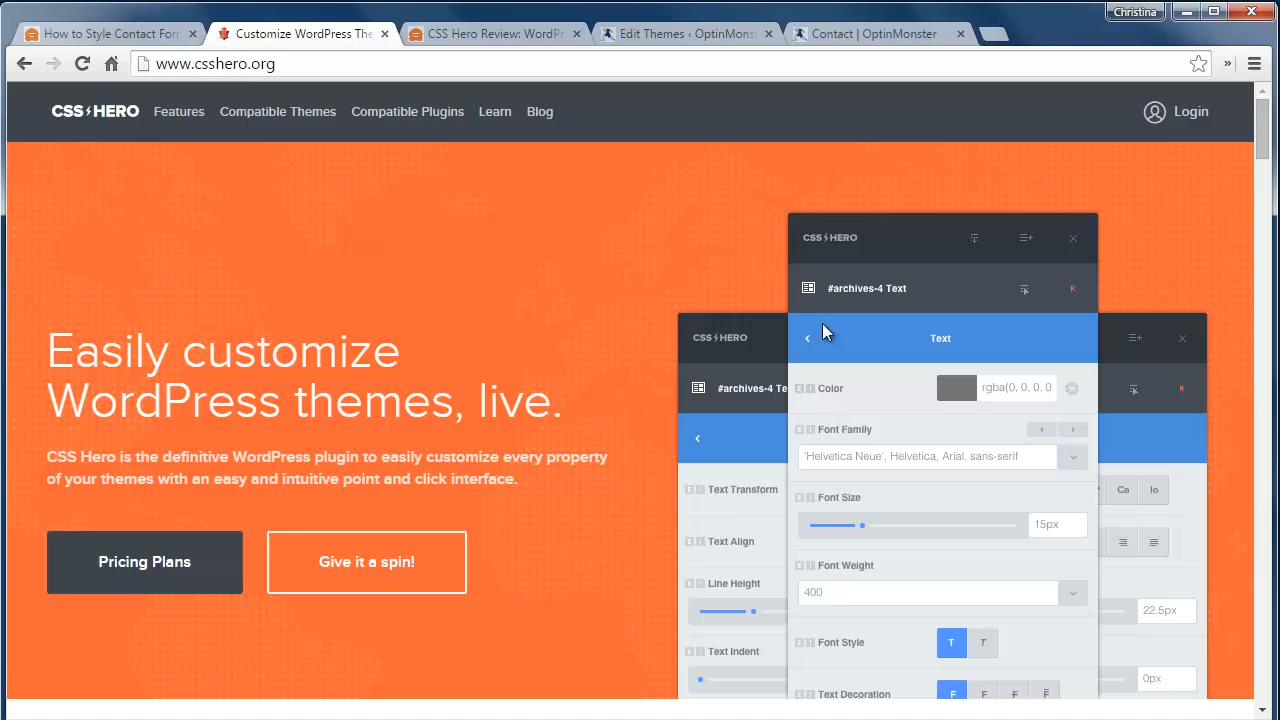 Christina
How to Style Contact For
Customize WordPress The
CSS Hero Review: WordPr
Edit Themes ‹ OptinMons
Contact | OptinMonster
www.csshero.org
»
CSS HERO
Features
Compatible Themes
Compatible Plugins
Learn
Blog
Login
Easily customize
WordPress themes, live.
CSS Hero is the definitive WordPress plugin to easily customize every property
of your themes with an easy and intuitive point and click interface.
Pricing Plans
Give it a spin!
CSS HERO
#archives-4 Te
Text Transform
Ca
Io
Text Align
Line Height
22.5px
Text Indent
0px
R
CSS HERO
#archives-4 Text
R
Text
E I Color
rgba(0, 0, 0, 0
E I Font Family
'Helvetica Neue', Helvetica, Arial, sans-serif
E I Font Size
15px
E I Font Weight
400
E I Font Style
T T
E I Text Decoration
F F F F